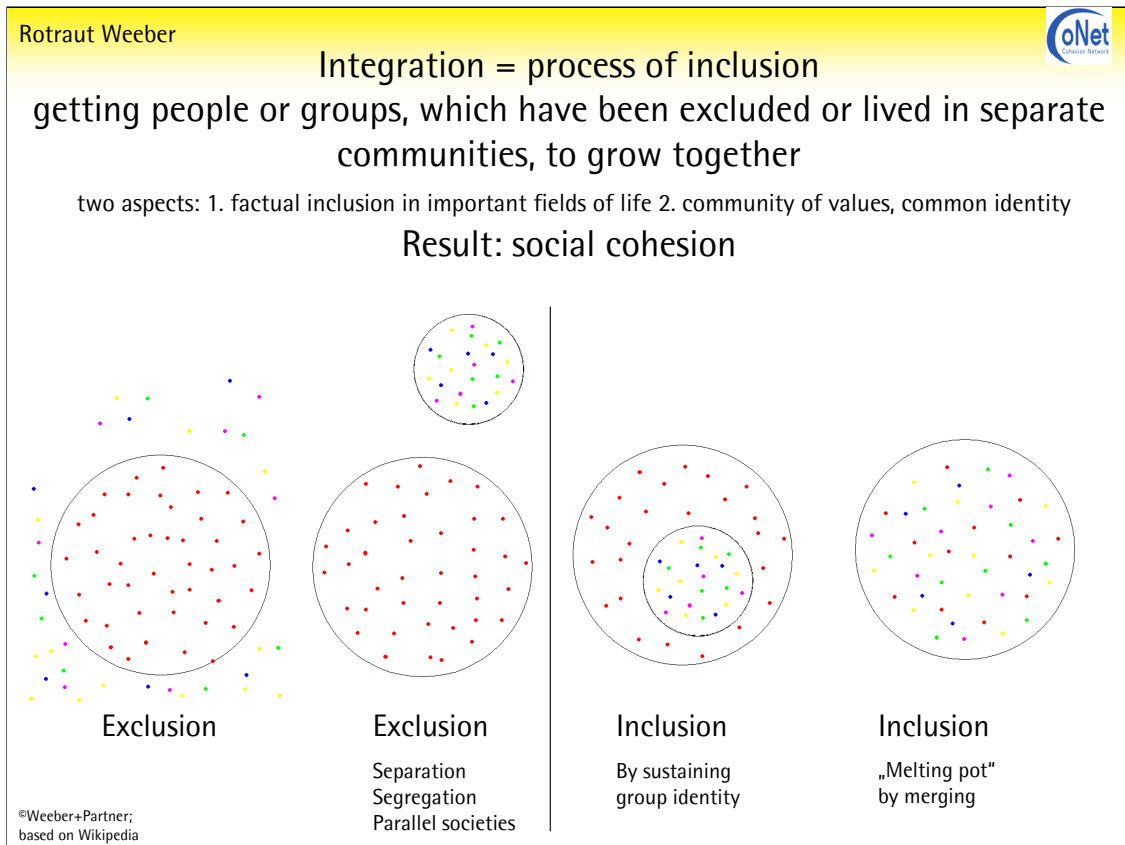 Rotraut Weeber
CoNet
Cohesion Network
Integration = process of inclusion
getting people or groups, which have been excluded or lived in separate
communities, to grow together
two aspects: 1. factual inclusion in important fields of life 2. community of values, common identity
Result: social cohesion
Exclusion
Exclusion
Separation
Segregation
Parallel societies
Inclusion
By sustaining
group identity
Inclusion
„Melting pot“
by merging
©Weeber+Partner;
based on Wikipedia